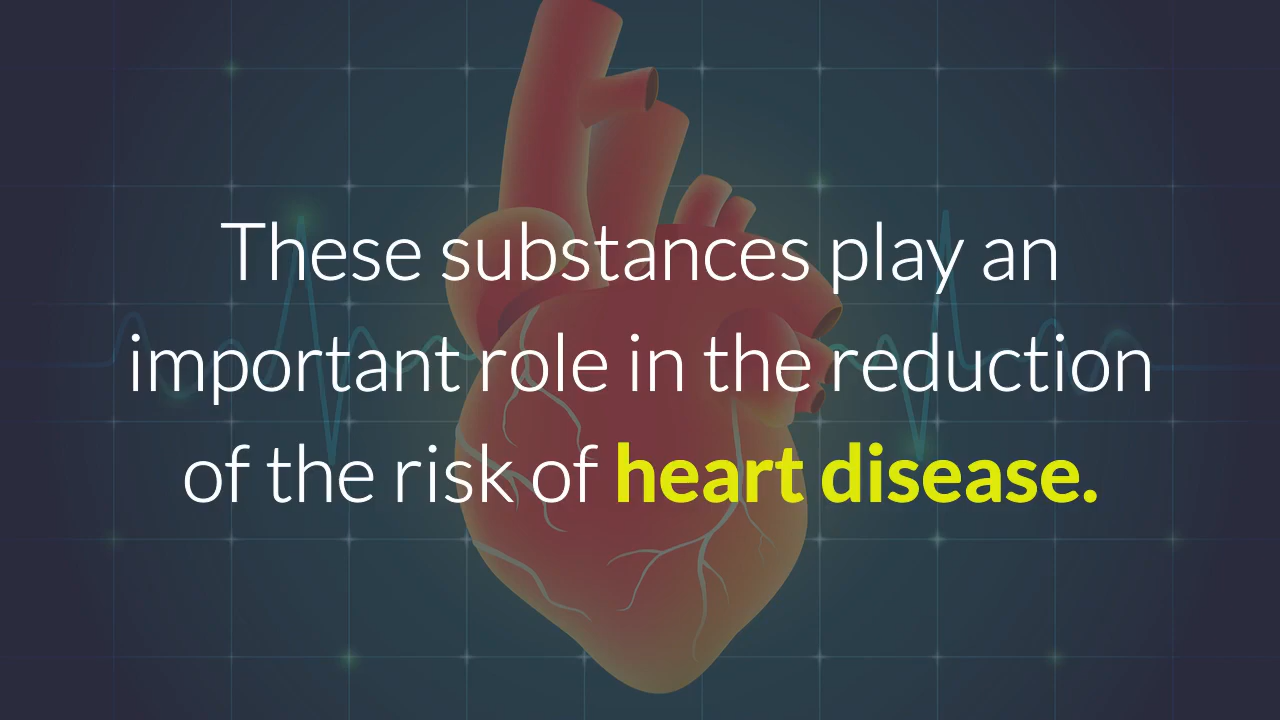 These substances play an
important role in the reduction
of the risk of heart disease.